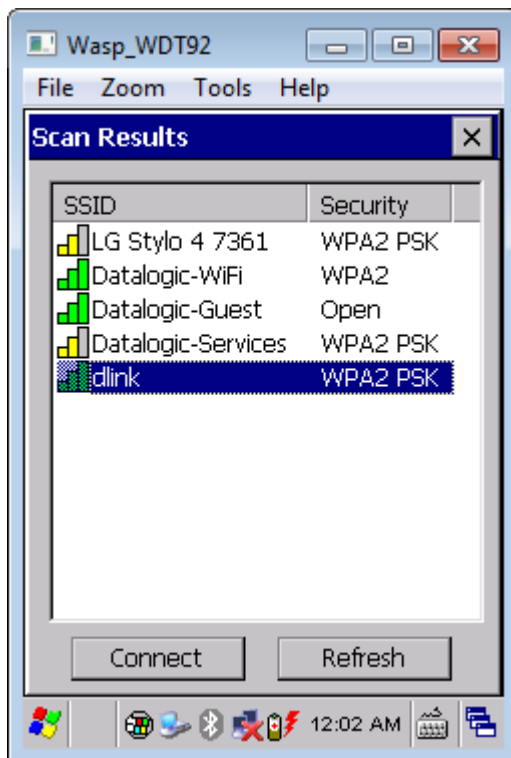 Wasp_WDT92
File Zoom Tools Help
Scan Results
SSID Security
LG Stylo 4 7361 WPA2 PSK
Datalogic-WiFi WPA2
Datalogic-Guest Open
Datalogic-Services WPA2 PSK
dlink WPA2 PSK
Connect Refresh
12:02 AM